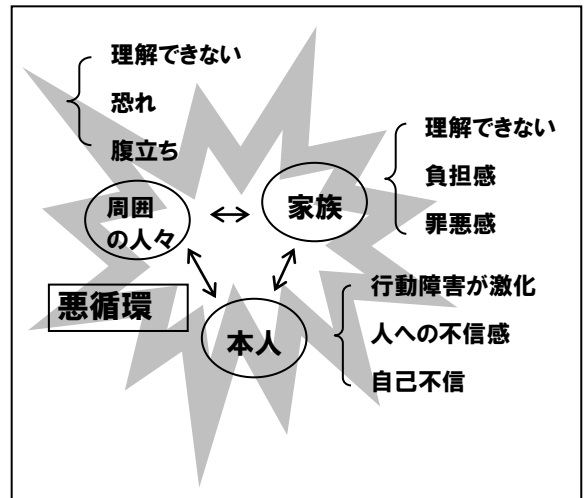 理解できない
恐れ
腹立ち
周囲
の人々
家族
理解できない
負担感
罪悪感
悪循環
本人
行動障害が激化
人への不信感
自己不信